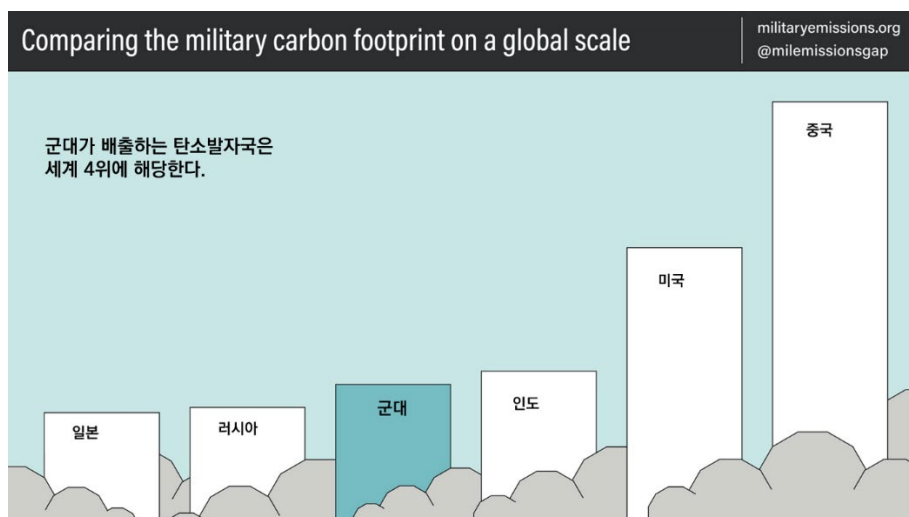 Comparing the military carbon footprint on a global scale
militaryemissions.org
@milemissionsgap
군대가 배출하는 탄소발자국은
세계 4위에 해당한다.
일본
러시아
군대
인도
미국
중국